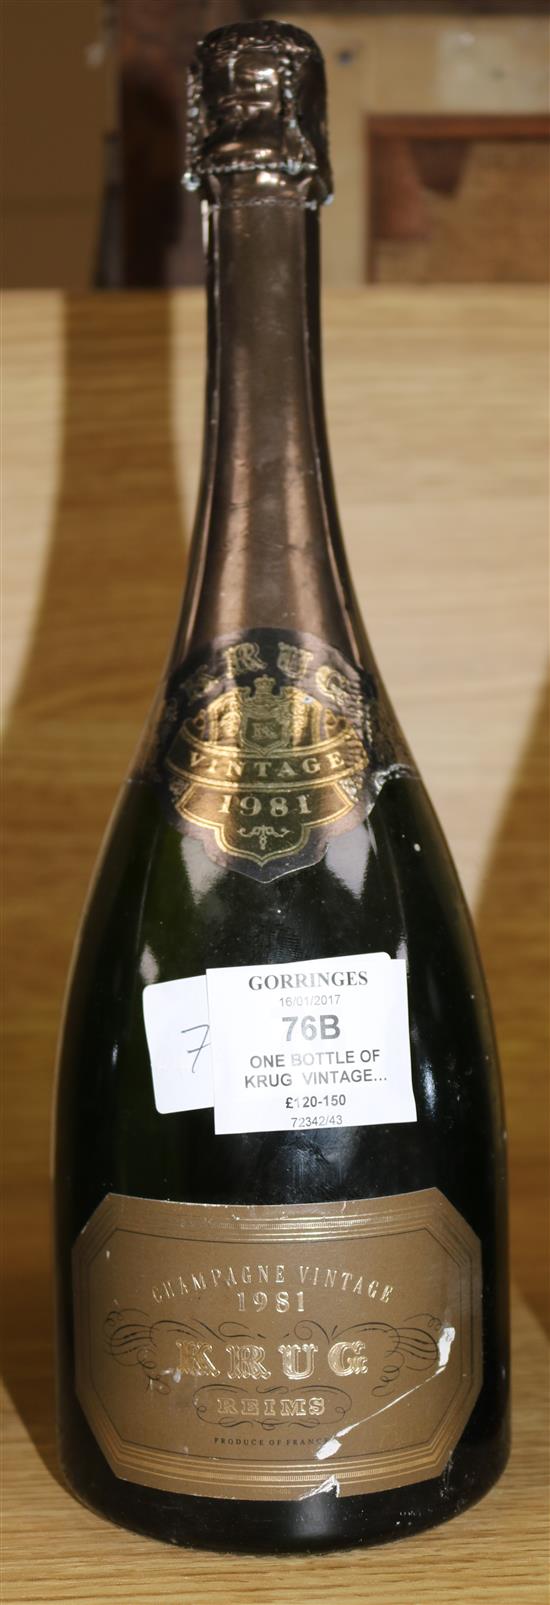 KRUG
K
VINTAGE
1981
7
GORRINGES
16/01/2017
76B
ONE BOTTLE OF
KRUG VINTAGE...
£120-150
72342/43
CHAMPAGNE VINTAGE
1981
KRUG
REIMS
PRODUCE OF FRANCE